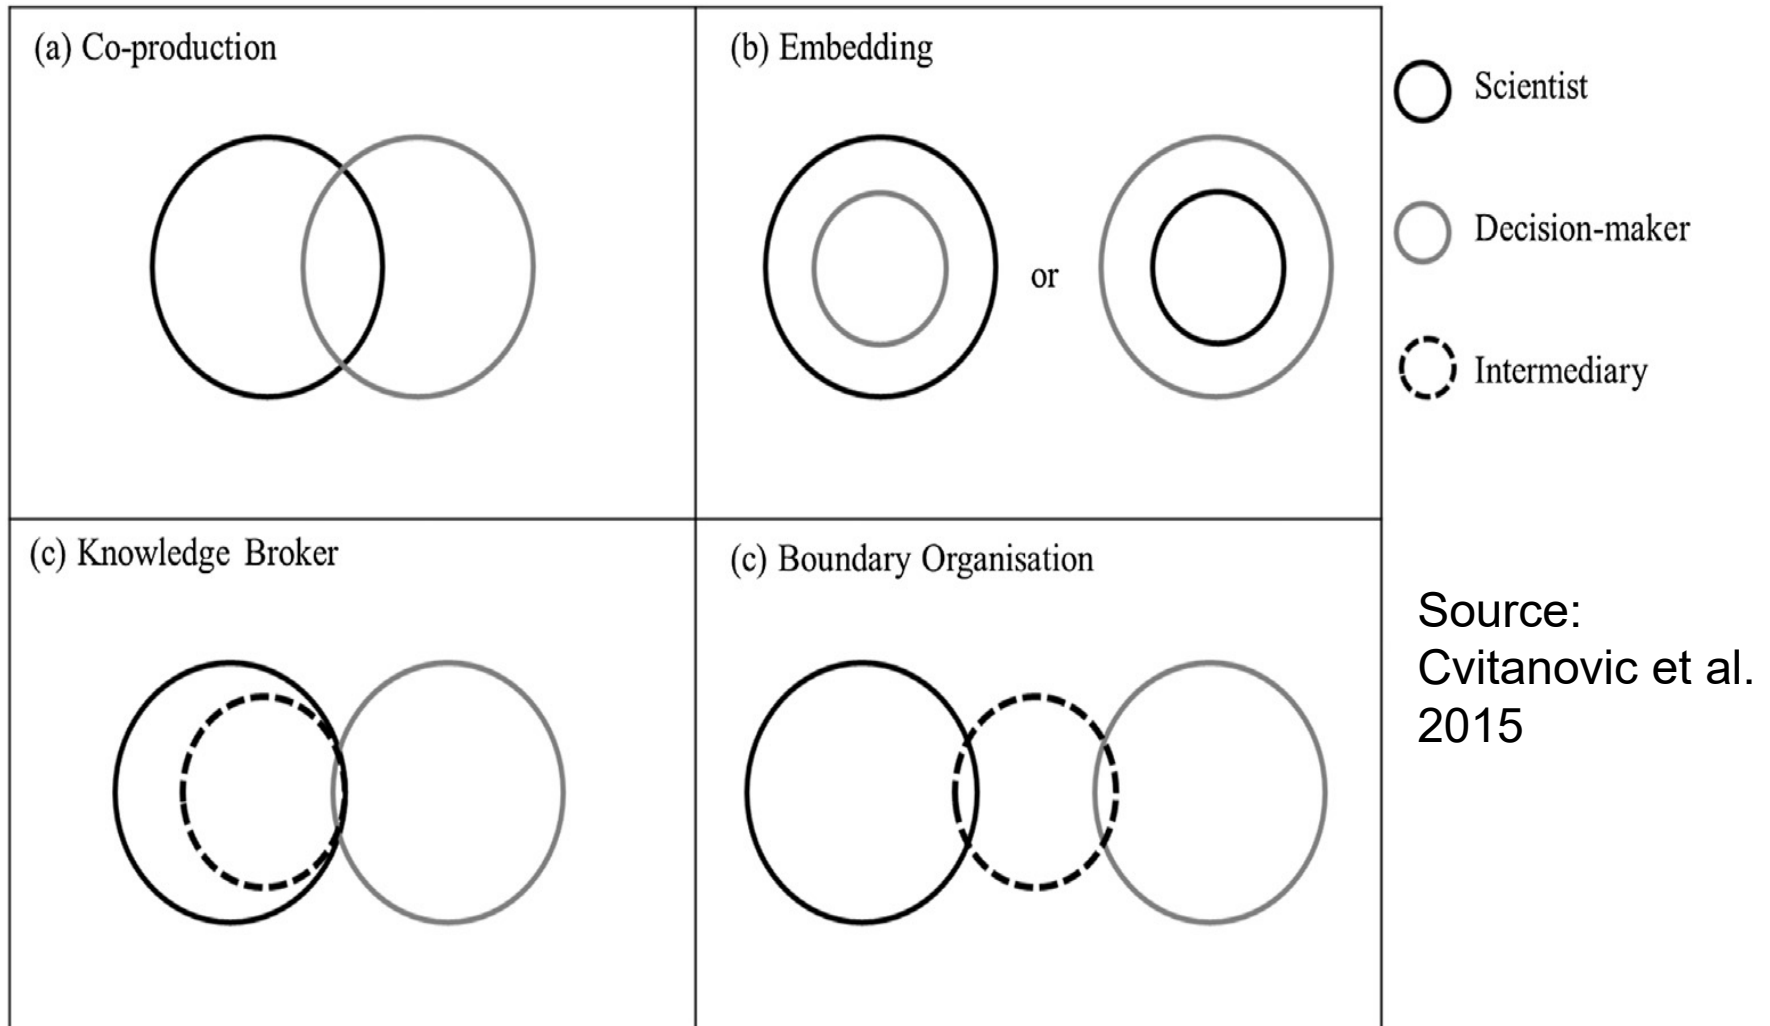 (a) Co-production
(b) Embedding
or
(c) Knowledge Broker
(c) Boundary Organisation
Scientist
Decision-maker
Intermediary
Source:
Cvitanovic et al.
2015